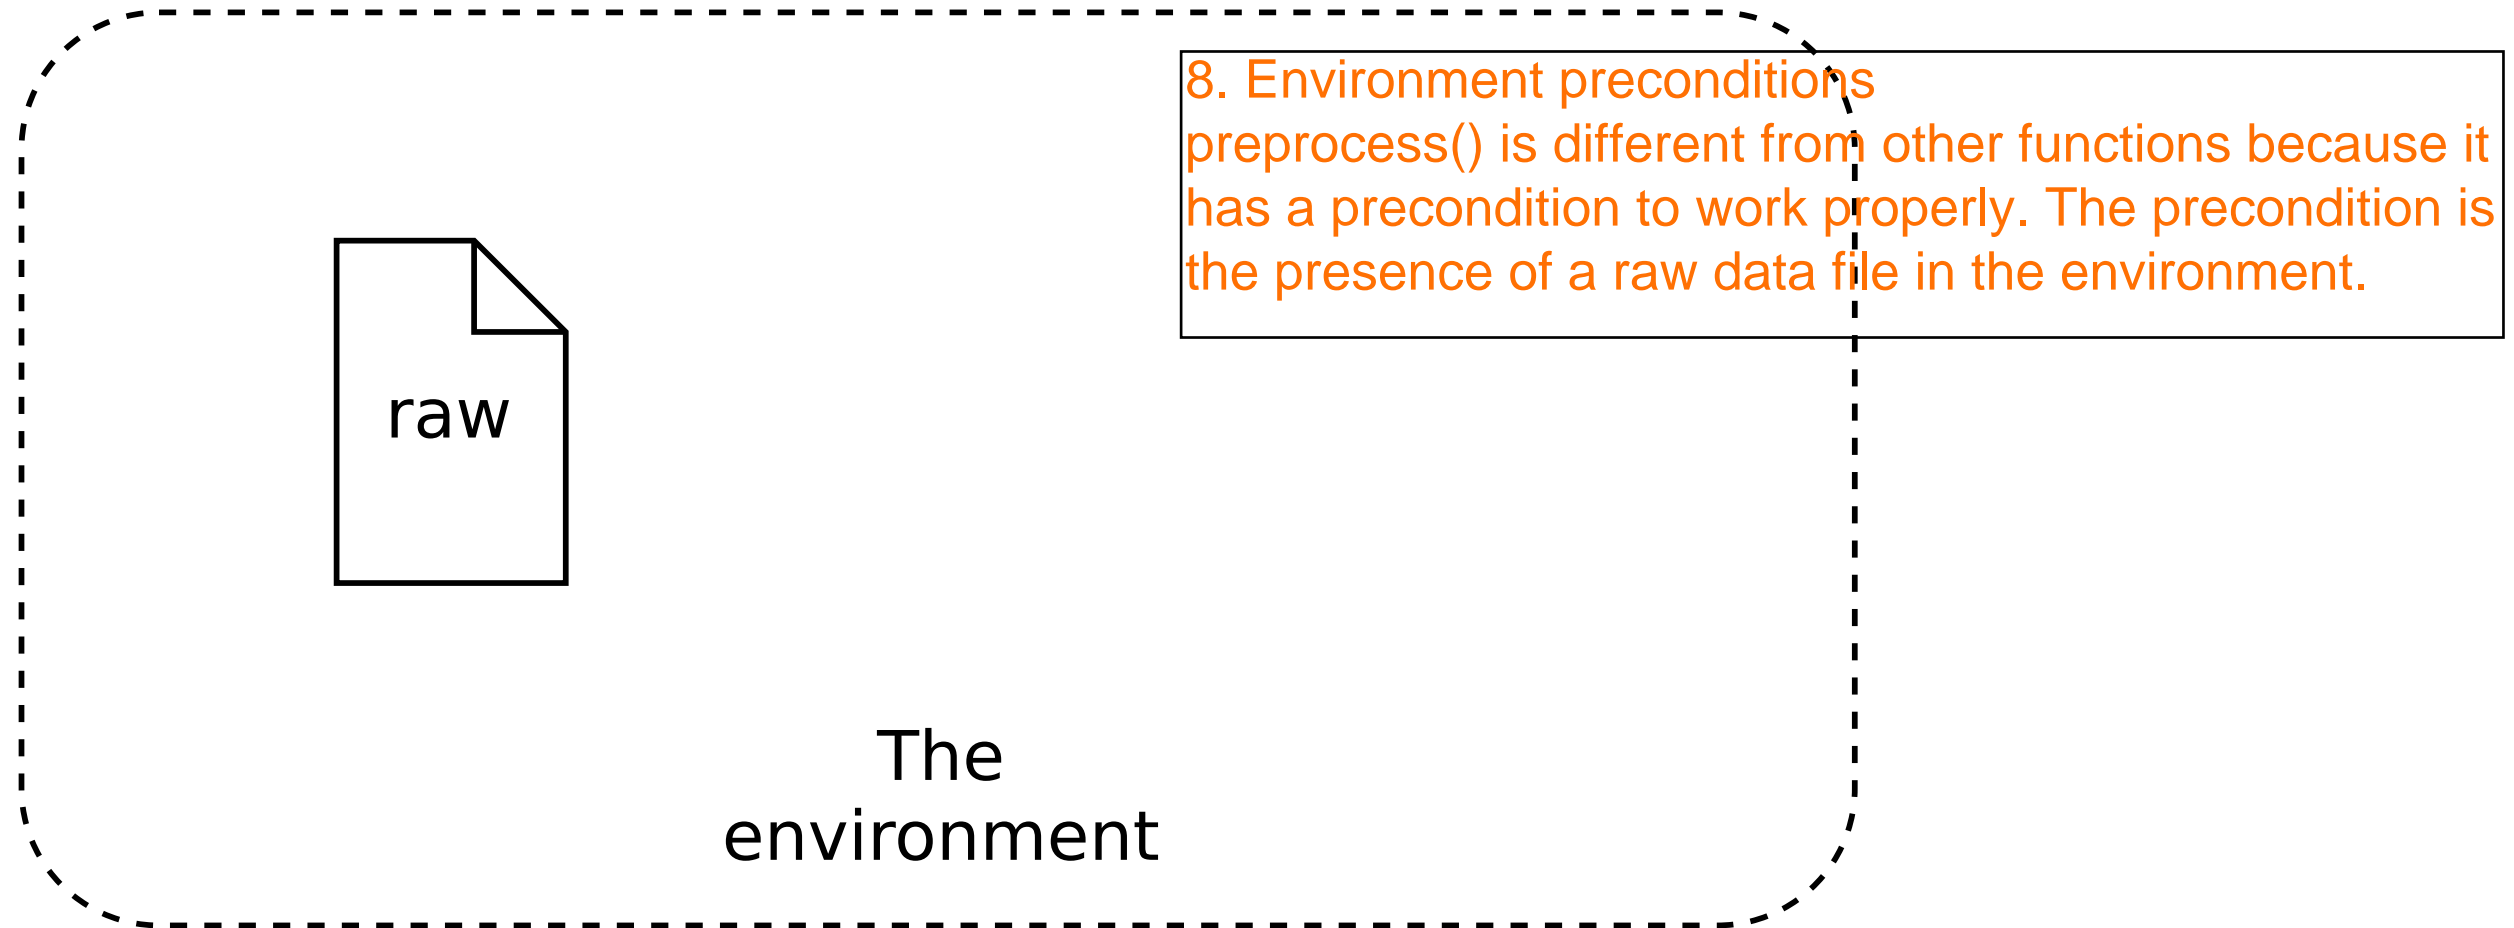 8. Environment preconditions
preprocess() is different from other functions because it
has a precondition to work properly. The precondition is
the presence of a raw data file in the environment.
raw
The
environment